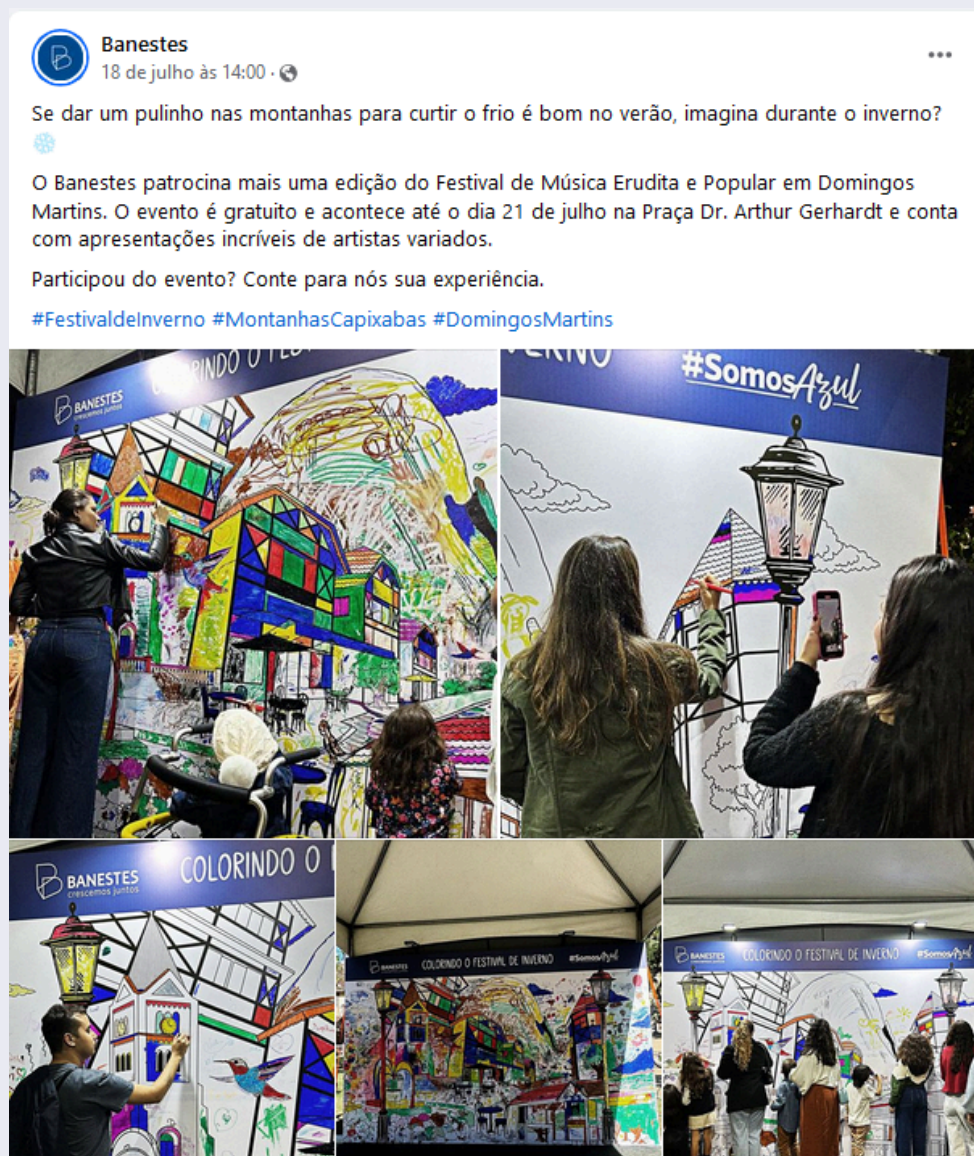 Banestes
18 de julho às 14:00 ·
Se dar um pulinho nas montanhas para curtir o frio é bom no verão, imagina durante o inverno?
O Banestes patrocina mais uma edição do Festival de Música Erudita e Popular em Domingos
Martins. O evento é gratuito e acontece até o dia 21 de julho na Praça Dr. Arthur Gerhardt e conta
com apresentações incríveis de artistas variados.
Participou do evento? Conte para nós sua experiência.
#FestivaldeInverno #MontanhasCapixabas #DomingosMartins
COLORINDO O FES
BANESTES
crescemos juntos
VERNO
#SomosAzul
BANESTES
crescemos juntos
COLORINDO O F
BANESTES
COLORINDO O FESTIVAL DE INVERNO
#SomosAzul
BANESTES
COLORINDO O FESTIVAL DE INVERNO
#SomosAzul